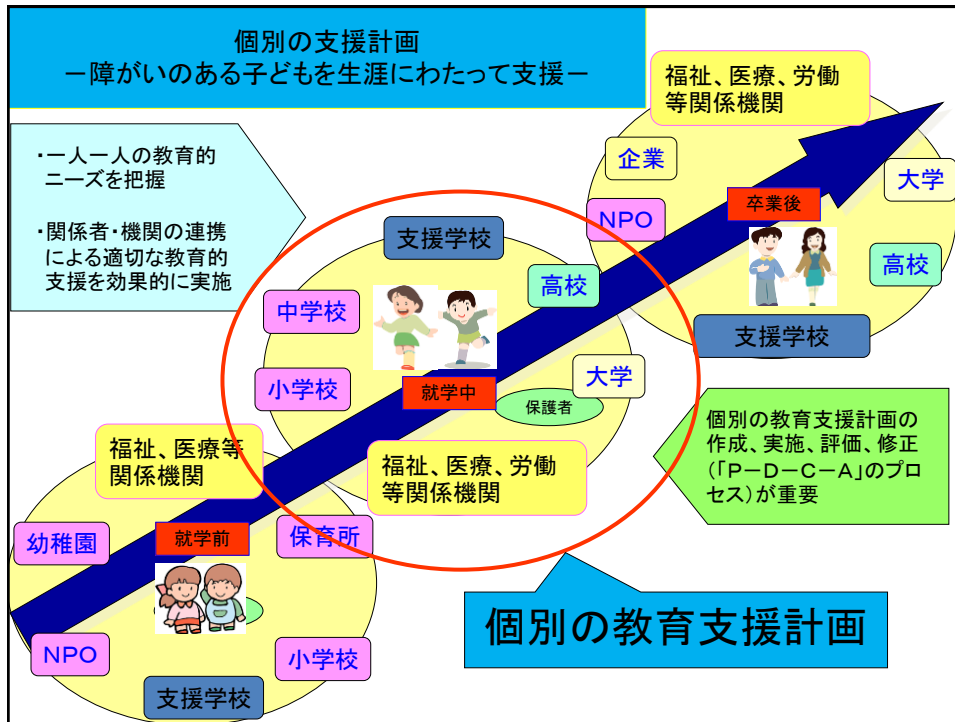 個別の支援計画
－障がいのある子どもを生涯にわたって支援－
・一人一人の教育的
ニーズを把握
・関係者・機関の連携
による適切な教育的
支援を効果的に実施
福祉、医療、労働
等関係機関
企業
大学
NPO
卒業後
高校
支援学校
支援学校
高校
中学校
小学校
就学中
大学
保護者
福祉、医療、労働
等関係機関
個別の教育支援計画の
作成、実施、評価、修正
(「P－D－C－A」のプロ
セス)が重要
福祉、医療等
関係機関
幼稚園
就学前
保育所
NPO
小学校
支援学校
個別の教育支援計画